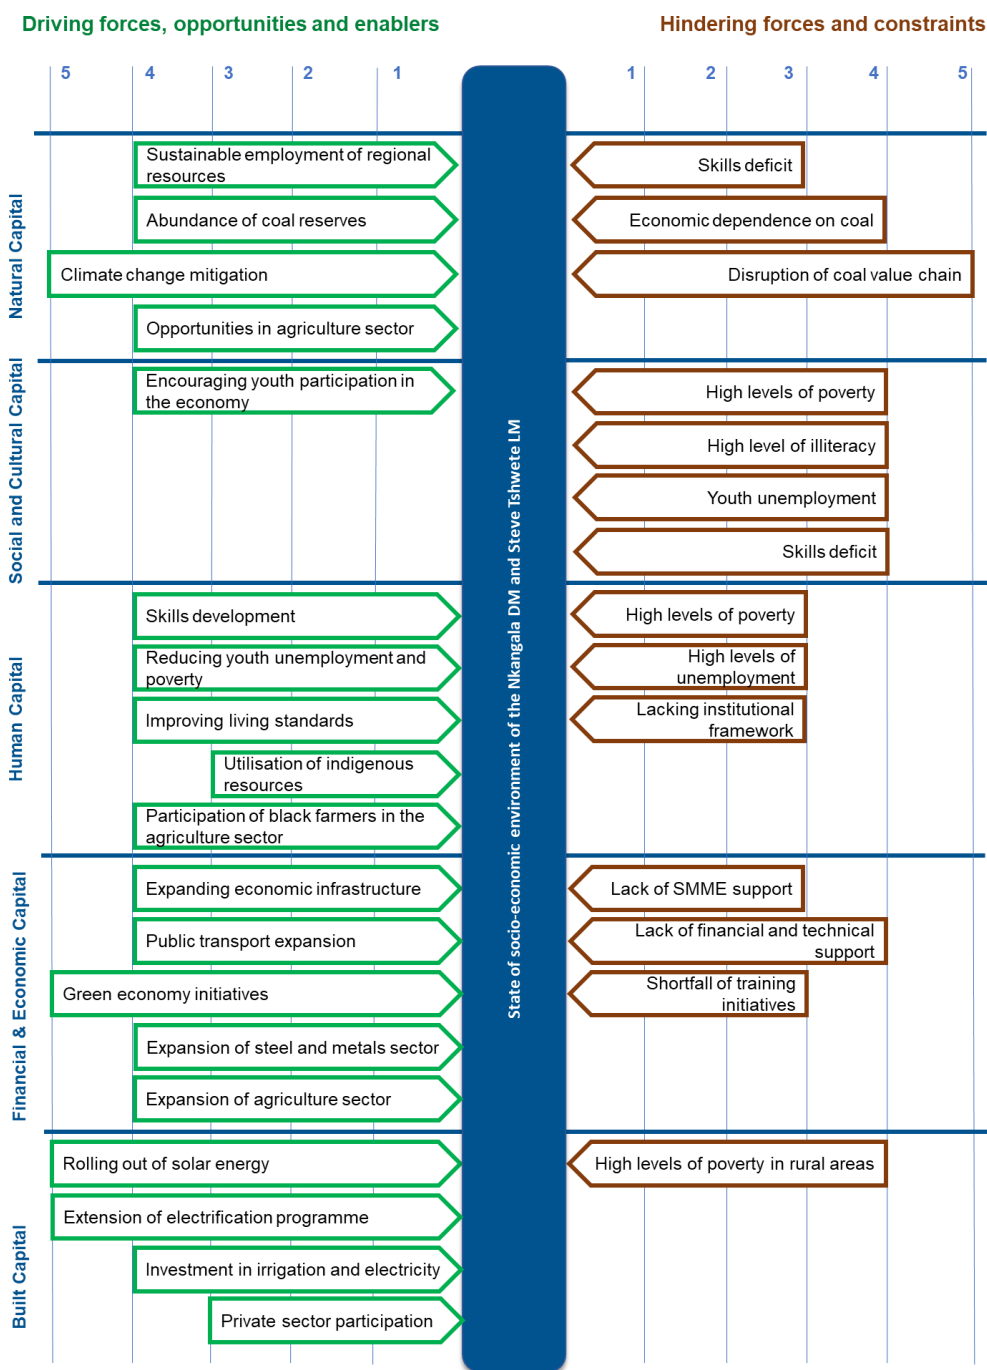 Driving forces, opportunities and enablers
Hindering forces and constraints
5 4 3 2 1
1 2 3 4 5
Natural Capital
Sustainable employment of regional
resources
Skills deficit
Abundance of coal reserves
Economic dependence on coal
Climate change mitigation
Disruption of coal value chain
Opportunities in agriculture sector
Social and Cultural Capital
Encouraging youth participation in
the economy
High levels of poverty
High level of illiteracy
Youth unemployment
Skills deficit
State of socio-economic environment of the Nkangala DM and Steve Tshwete LM
Human Capital
Skills development
High levels of poverty
Reducing youth unemployment and
poverty
High levels of
unemployment
Improving living standards
Lacking institutional
framework
Utilisation of indigenous
resources
Participation of black farmers in the
agriculture sector
Financial & Economic Capital
Expanding economic infrastructure
Lack of SMME support
Public transport expansion
Lack of financial and technical
support
Green economy initiatives
Shortfall of training
initiatives
Expansion of steel and metals sector
Expansion of agriculture sector
Built Capital
Rolling out of solar energy
High levels of poverty in rural areas
Extension of electrification programme
Investment in irrigation and electricity
Private sector participation